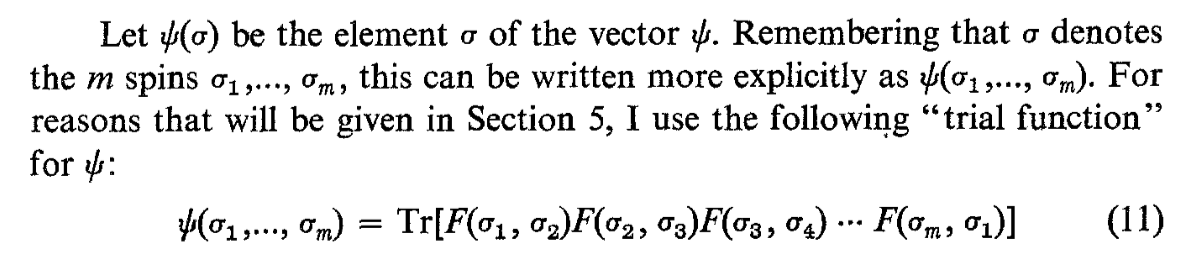 Let ψ(σ) be the element σ of the vector ψ. Remembering that σ denotes
the m spins σ₁,..., σₘ, this can be written more explicitly as ψ(σ₁,..., σₘ). For
reasons that will be given in Section 5, I use the following “trial function”
for ψ:
ψ(σ₁,..., σₘ) = Tr[F(σ₁, σ₂)F(σ₂, σ₃)F(σ₃, σ₄) ··· F(σₘ, σ₁)] (11)